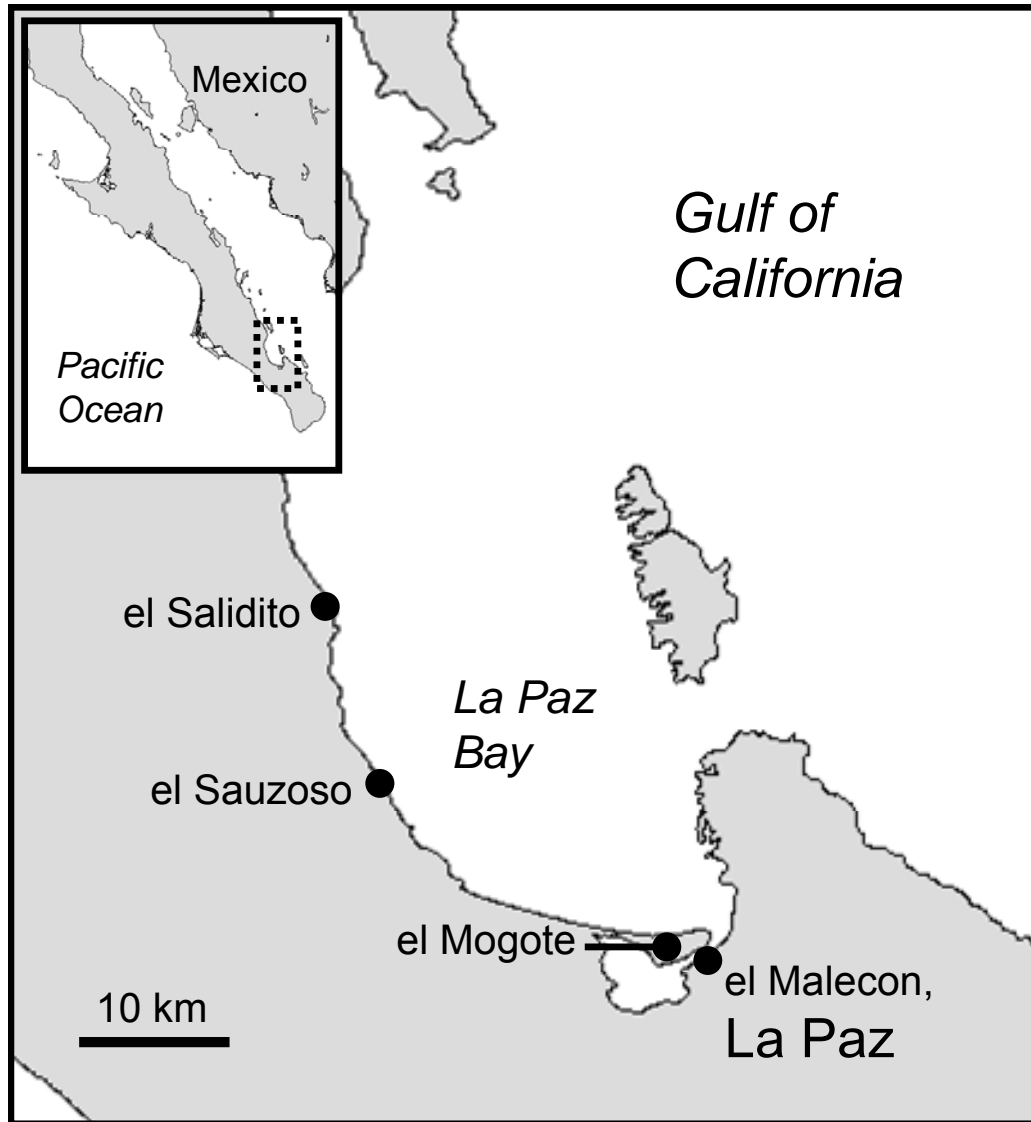 Mexico
Gulf of
California
Pacific
Ocean
el Salidito
La Paz
Bay
el Sauzoso
el Mogote
el Malecon,
La Paz
10 km